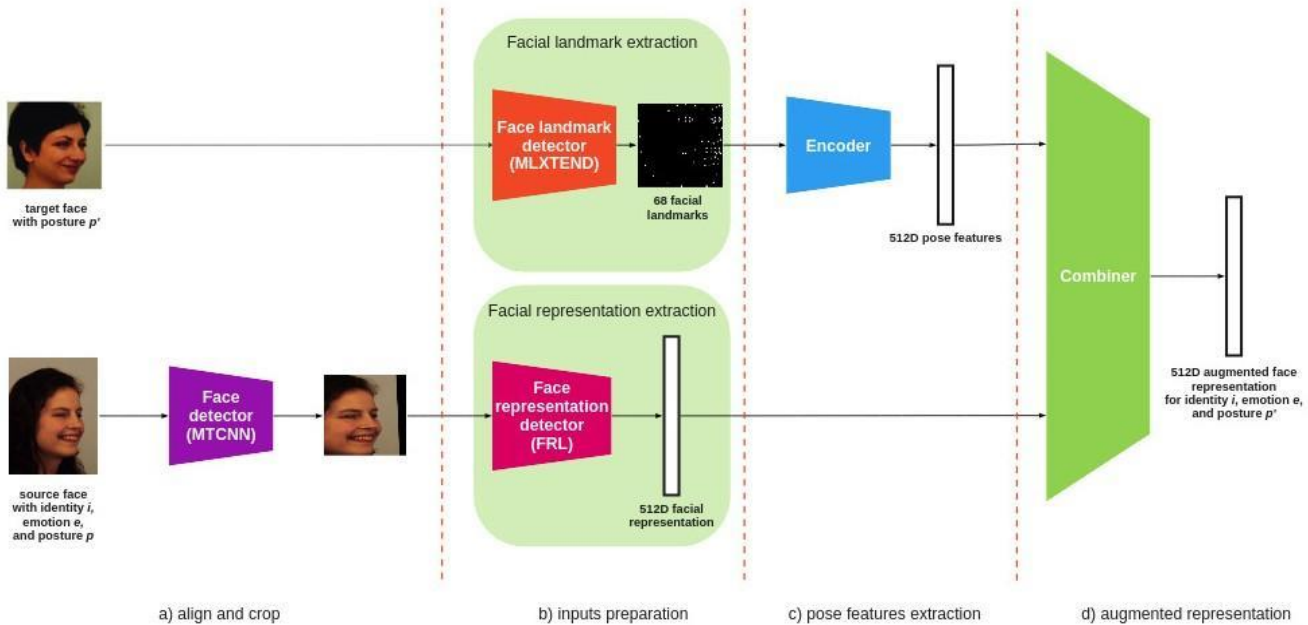 Facial landmark extraction
Face landmark
detector
(MLXTEND)
68 facial
landmarks
target face
with posture p'
Encoder
512D pose features
Combiner
512D augmented face
representation
for identity i, emotion e,
and posture p'
Facial representation extraction
Face
detector
(MTCNN)
Face
representation
detector
(FRL)
512D facial
representation
source face
with identity i,
emotion e,
and posture p
a) align and crop
b) inputs preparation
c) pose features extraction
d) augmented representation